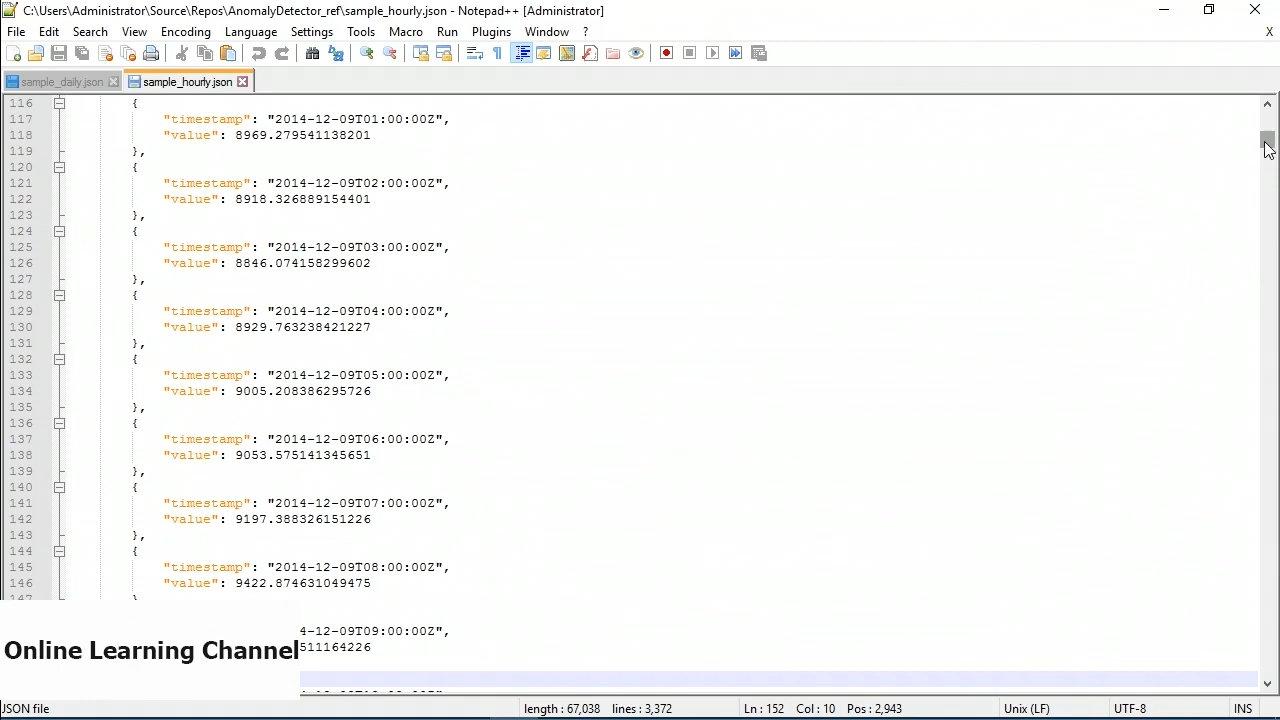 C:\Users\Administrator\Source\Repos\AnomalyDetector_ref\sample_hourly.json - Notepad++ [Administrator]
File Edit Search View Encoding Language Settings Tools Macro Run Plugins Window ? X
sample_daily.json sample_hourly.json
116 {
117 "timestamp": "2014-12-09T01:00:00Z",
118 "value": 8969.279541138201
119 },
120 {
121 "timestamp": "2014-12-09T02:00:00Z",
122 "value": 8918.326889154401
123 },
124 {
125 "timestamp": "2014-12-09T03:00:00Z",
126 "value": 8846.074158299602
127 },
128 {
129 "timestamp": "2014-12-09T04:00:00Z",
130 "value": 8929.763238421227
131 },
132 {
133 "timestamp": "2014-12-09T05:00:00Z",
134 "value": 9005.208386295726
135 },
136 {
137 "timestamp": "2014-12-09T06:00:00Z",
138 "value": 9053.575141345651
139 },
140 {
141 "timestamp": "2014-12-09T07:00:00Z",
142 "value": 9197.388326151226
143 },
144 {
145 "timestamp": "2014-12-09T08:00:00Z",
146 "value": 9422.874631049475
147 }
4-12-09T09:00:00Z",
511164226
Online Learning Channel
JSON file length : 67,038 lines : 3,372 Ln : 152 Col : 10 Pos : 2,943 Unix (LF) UTF-8 INS